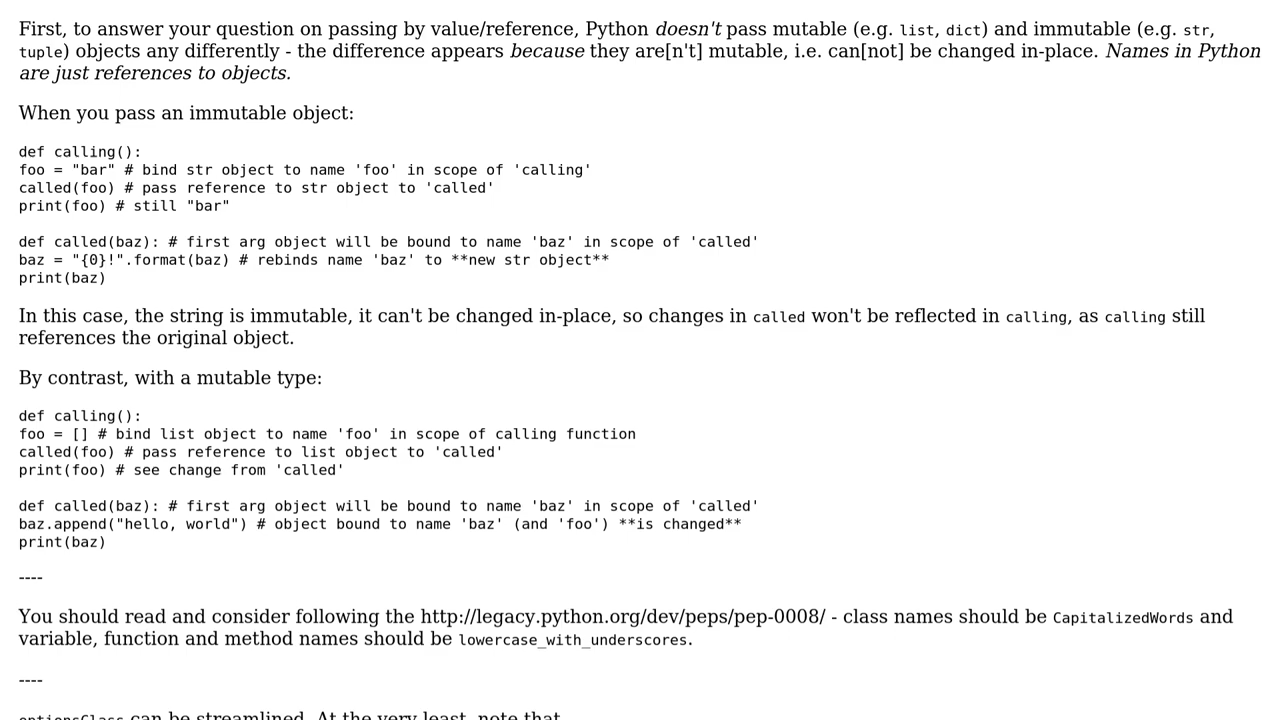 First, to answer your question on passing by value/reference, Python doesn't pass mutable (e.g. list, dict) and immutable (e.g. str,
tuple) objects any differently - the difference appears because they are[n't] mutable, i.e. can[not] be changed in-place. Names in Python
are just references to objects.
When you pass an immutable object:
def calling():
foo = "bar" # bind str object to name 'foo' in scope of 'calling'
called(foo) # pass reference to str object to 'called'
print(foo) # still "bar"
def called(baz): # first arg object will be bound to name 'baz' in scope of 'called'
baz = "{0}!".format(baz) # rebinds name 'baz' to **new str object**
print(baz)
In this case, the string is immutable, it can't be changed in-place, so changes in called won't be reflected in calling, as calling still
references the original object.
By contrast, with a mutable type:
def calling():
foo = [] # bind list object to name 'foo' in scope of calling function
called(foo) # pass reference to list object to 'called'
print(foo) # see change from 'called'
def called(baz): # first arg object will be bound to name 'baz' in scope of 'called'
baz.append("hello, world") # object bound to name 'baz' (and 'foo') **is changed**
print(baz)
----
You should read and consider following the http://legacy.python.org/dev/peps/pep-0008/ - class names should be CapitalizedWords and
variable, function and method names should be lowercase_with_underscores.
----
optionsClass can be streamlined. At the very least, note that